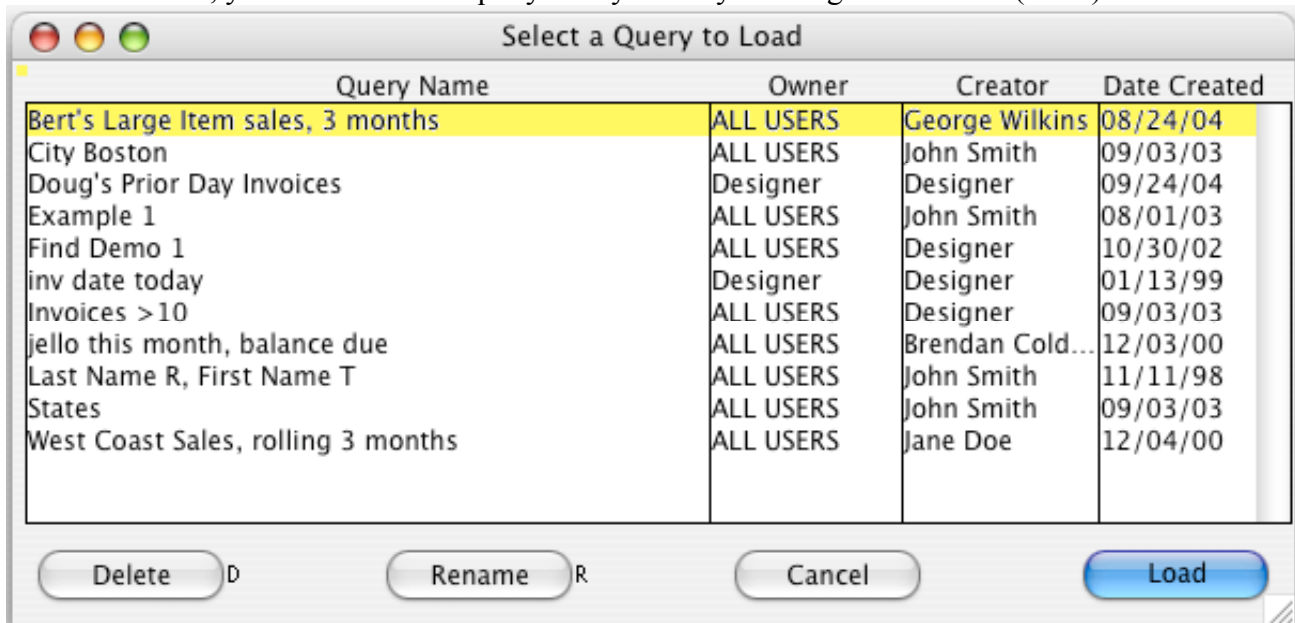 Select a Query to Load
Query Name Owner Creator Date Created
Bert's Large Item sales, 3 months ALL USERS George Wilkins 08/24/04
City Boston ALL USERS John Smith 09/03/03
Doug's Prior Day Invoices Designer Designer 09/24/04
Example 1 ALL USERS John Smith 08/01/03
Find Demo 1 ALL USERS Designer 10/30/02
inv date today Designer Designer 01/13/99
Invoices >10 ALL USERS Designer 09/03/03
jello this month, balance due ALL USERS Brendan Cold... 12/03/00
Last Name R, First Name T ALL USERS John Smith 11/11/98
States ALL USERS John Smith 09/03/03
West Coast Sales, rolling 3 months ALL USERS Jane Doe 12/04/00
Delete D Rename R Cancel Load